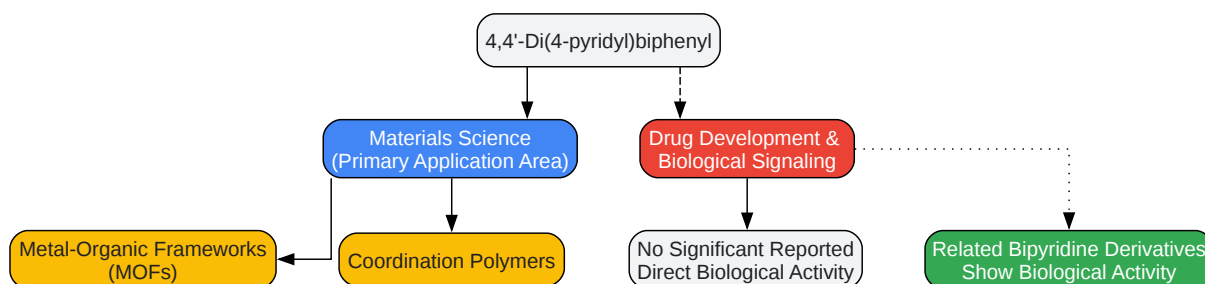 4,4'-Di(4-pyridyl)biphenyl
Materials Science
(Primary Application Area)
Drug Development &
Biological Signaling
Metal-Organic Frameworks
(MOFs)
Coordination Polymers
No Significant Reported
Direct Biological Activity
Related Bipyridine Derivatives
Show Biological Activity